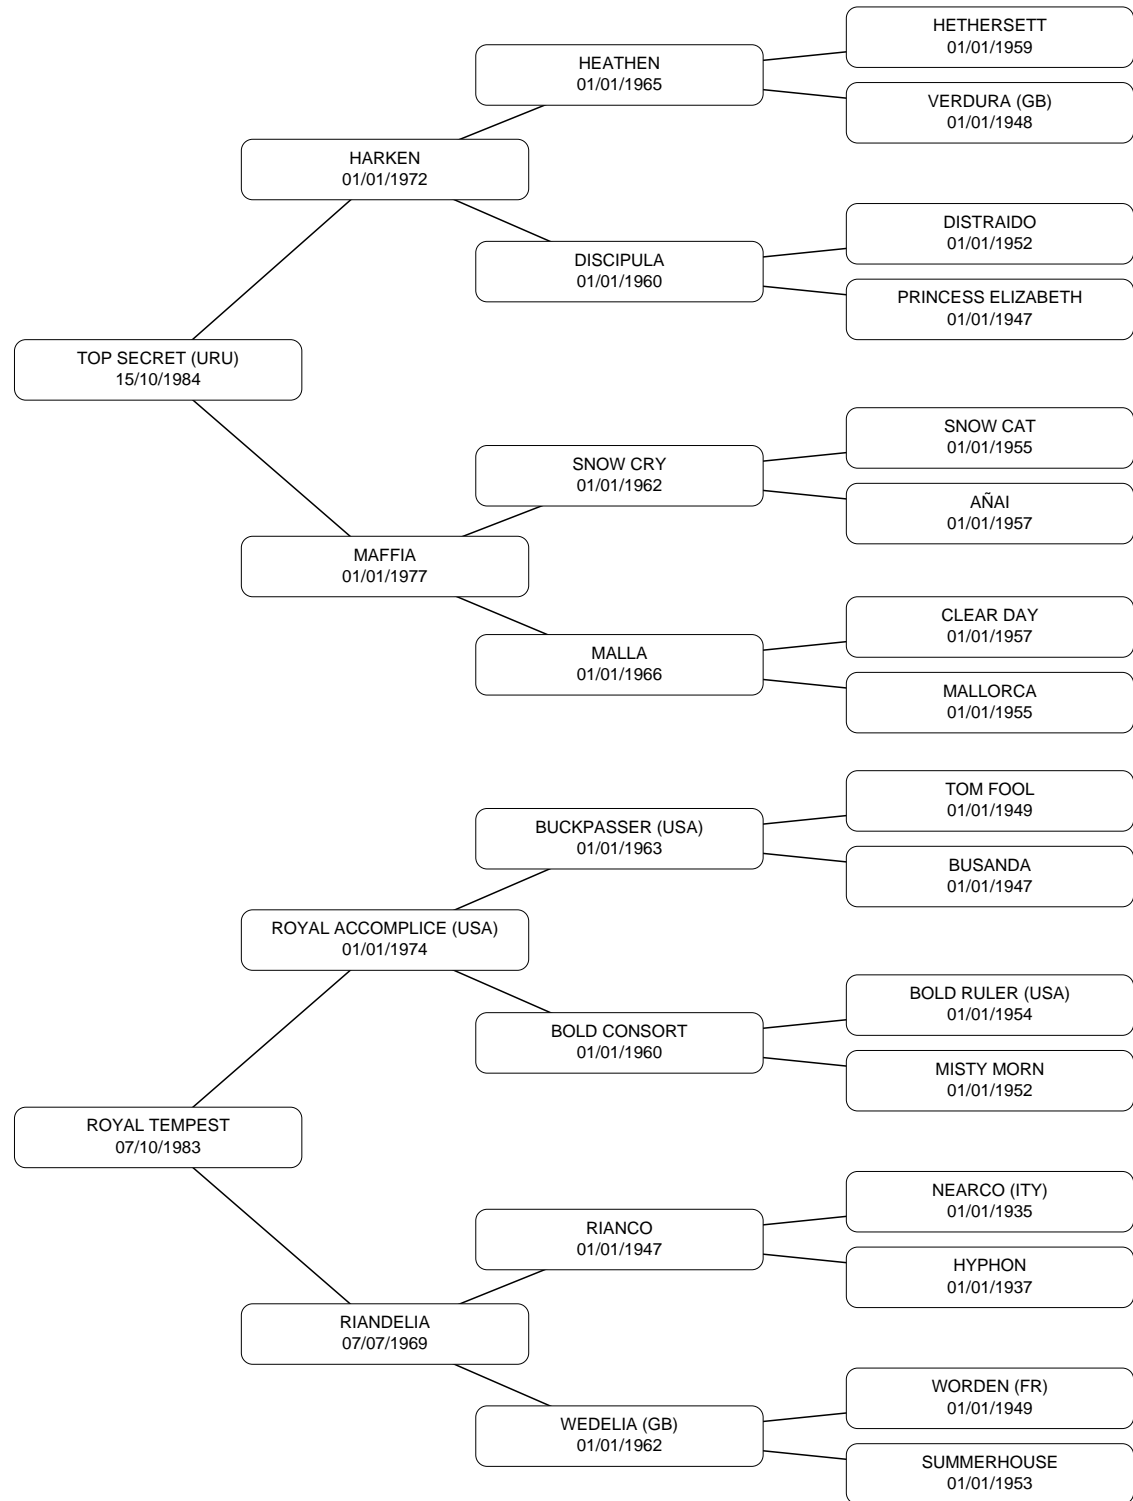 HETHERSETT
01/01/1959
HEATHEN
01/01/1965
VERDURA (GB)
01/01/1948
HARKEN
01/01/1972
DISTRAIDO
01/01/1952
DISCIPULA
01/01/1960
PRINCESS ELIZABETH
01/01/1947
TOP SECRET (URU)
15/10/1984
SNOW CAT
01/01/1955
SNOW CRY
01/01/1962
AÑAI
01/01/1957
MAFFIA
01/01/1977
CLEAR DAY
01/01/1957
MALLA
01/01/1966
MALLORCA
01/01/1955
TOM FOOL
01/01/1949
BUCKPASSER (USA)
01/01/1963
BUSANDA
01/01/1947
ROYAL ACCOMPLICE (USA)
01/01/1974
BOLD RULER (USA)
01/01/1954
BOLD CONSORT
01/01/1960
MISTY MORN
01/01/1952
ROYAL TEMPEST
07/10/1983
NEARCO (ITY)
01/01/1935
RIANCO
01/01/1947
HYPHON
01/01/1937
RIANDELIA
07/07/1969
WORDEN (FR)
01/01/1949
WEDELIA (GB)
01/01/1962
SUMMERHOUSE
01/01/1953